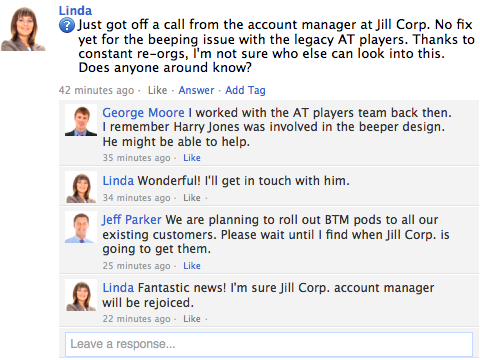 Linda
? Just got off a call from the account manager at Jill Corp. No fix
yet for the beeping issue with the legacy AT players. Thanks to
constant re-orgs, I'm not sure who else can look into this.
Does anyone around know?
42 minutes ago · Like · Answer · Add Tag
George Moore I worked with the AT players team back then.
I remember Harry Jones was involved in the beeper design.
He might be able to help.
35 minutes ago · Like
Linda Wonderful! I'll get in touch with him.
34 minutes ago · Like ·
Jeff Parker We are planning to roll out BTM pods to all our
existing customers. Please wait until I find when Jill Corp. is
going to get them.
25 minutes ago · Like
Linda Fantastic news! I'm sure Jill Corp. account manager
will be rejoiced.
22 minutes ago · Like ·
Leave a response...